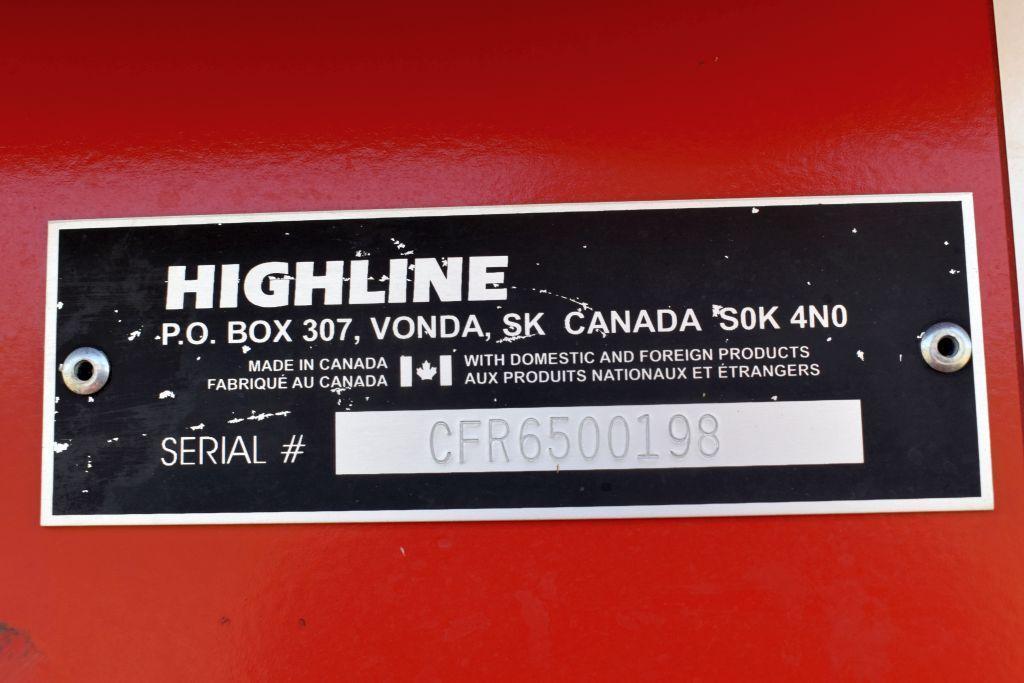 HIGHLINE
P.O. BOX 307, VONDA, SK CANADA S0K 4N0
MADE IN CANADA WITH DOMESTIC AND FOREIGN PRODUCTS
FABRIQUÉ AU CANADA AUX PRODUITS NATIONAUX ET ÉTRANGERS
SERIAL # CFR6500198